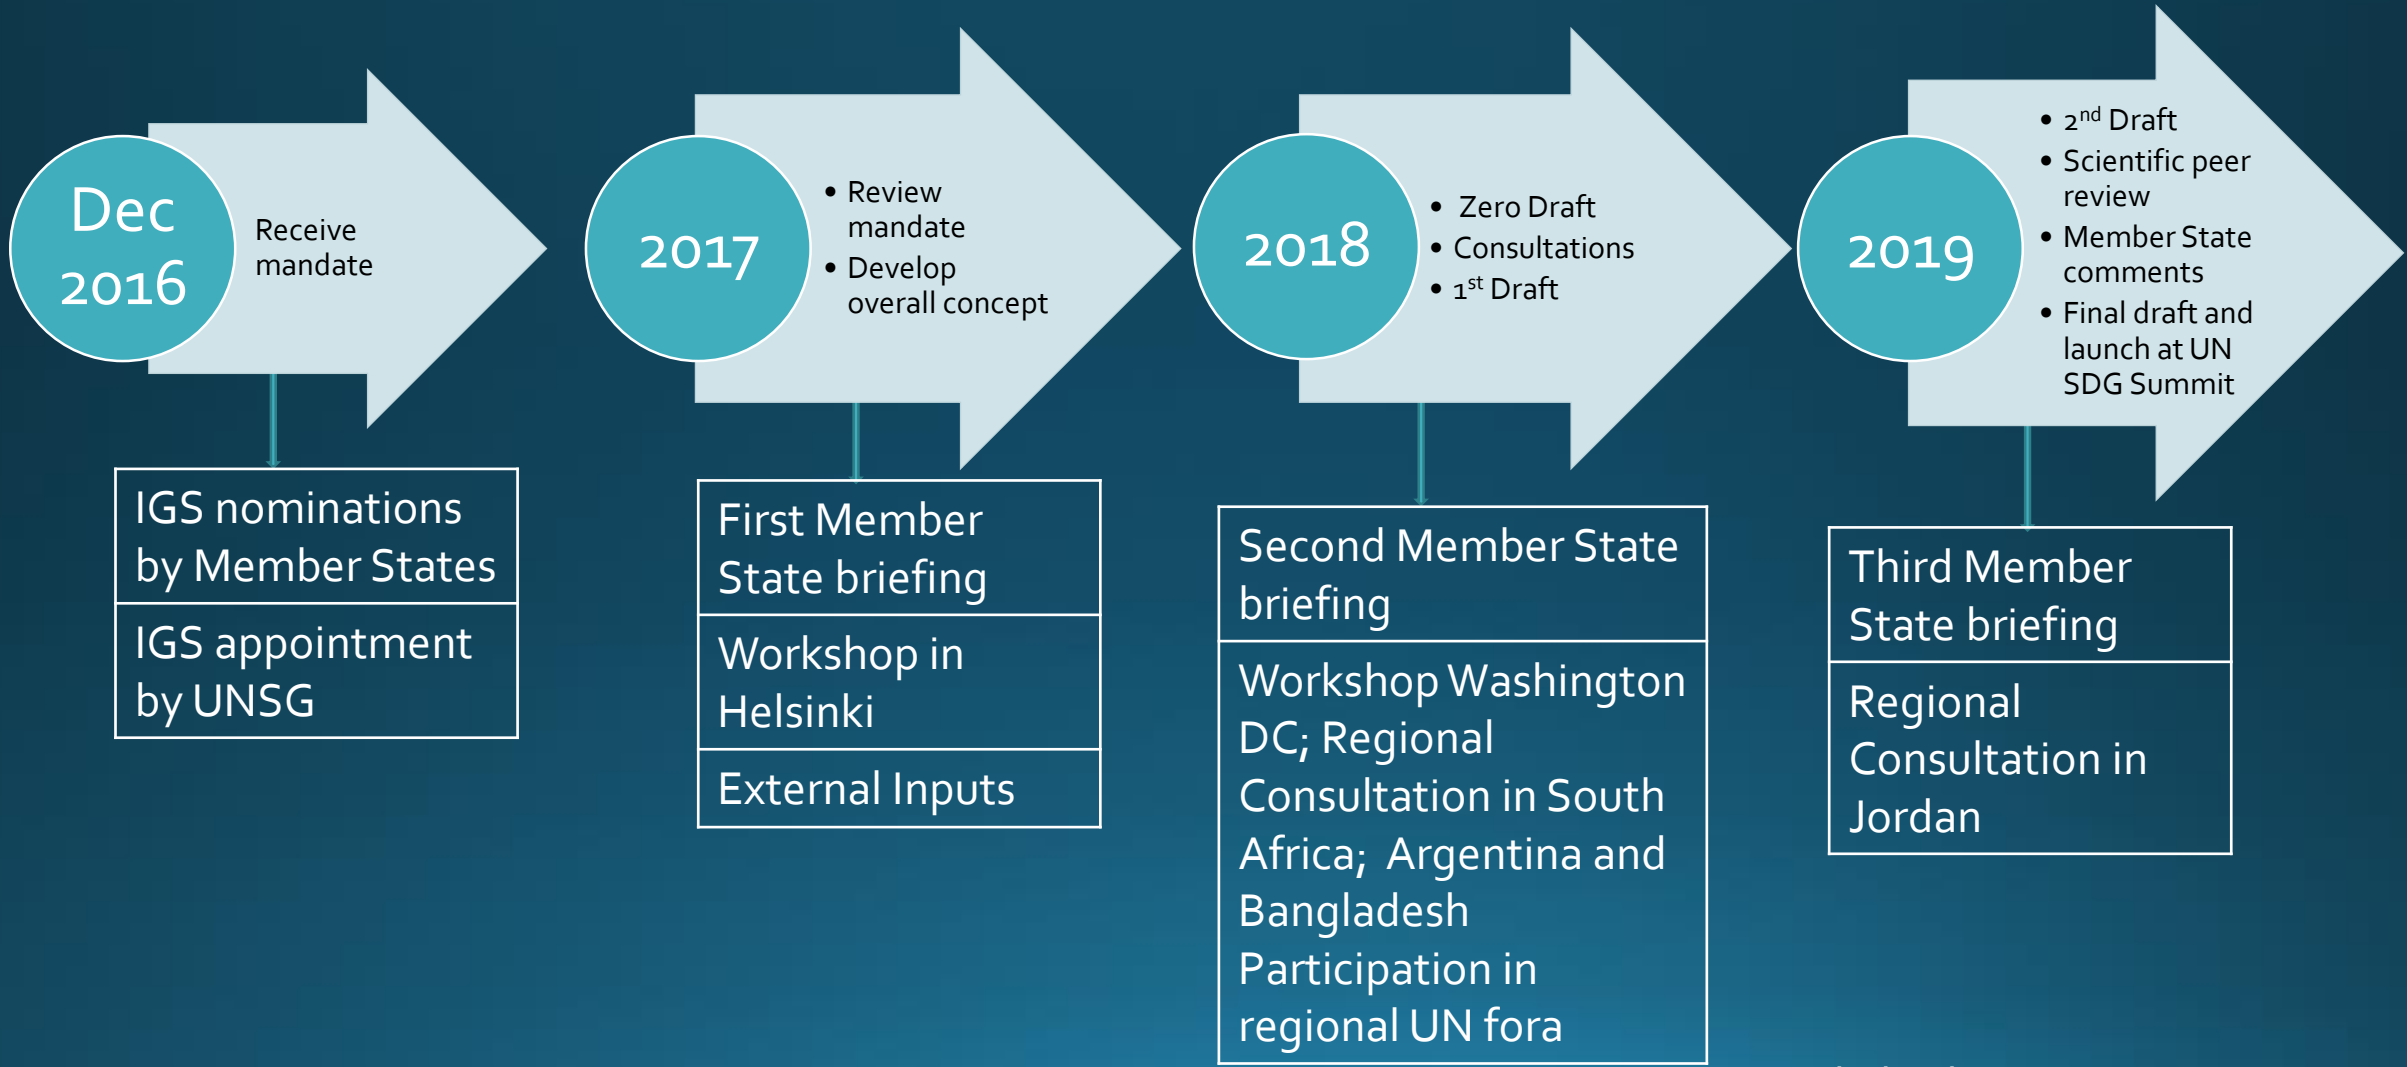 Dec
2016
Receive
mandate
IGS nominations
by Member States
IGS appointment
by UNSG
2017
• Review
mandate
• Develop
overall concept
First Member
State briefing
Workshop in
Helsinki
External Inputs
2018
• Zero Draft
• Consultations
• 1st Draft
Second Member State
briefing
Workshop Washington
DC; Regional
Consultation in South
Africa; Argentina and
Bangladesh
Participation in
regional UN fora
2019
• 2nd Draft
• Scientific peer
review
• Member State
comments
• Final draft and
launch at UN
SDG Summit
Third Member
State briefing
Regional
Consultation in
Jordan